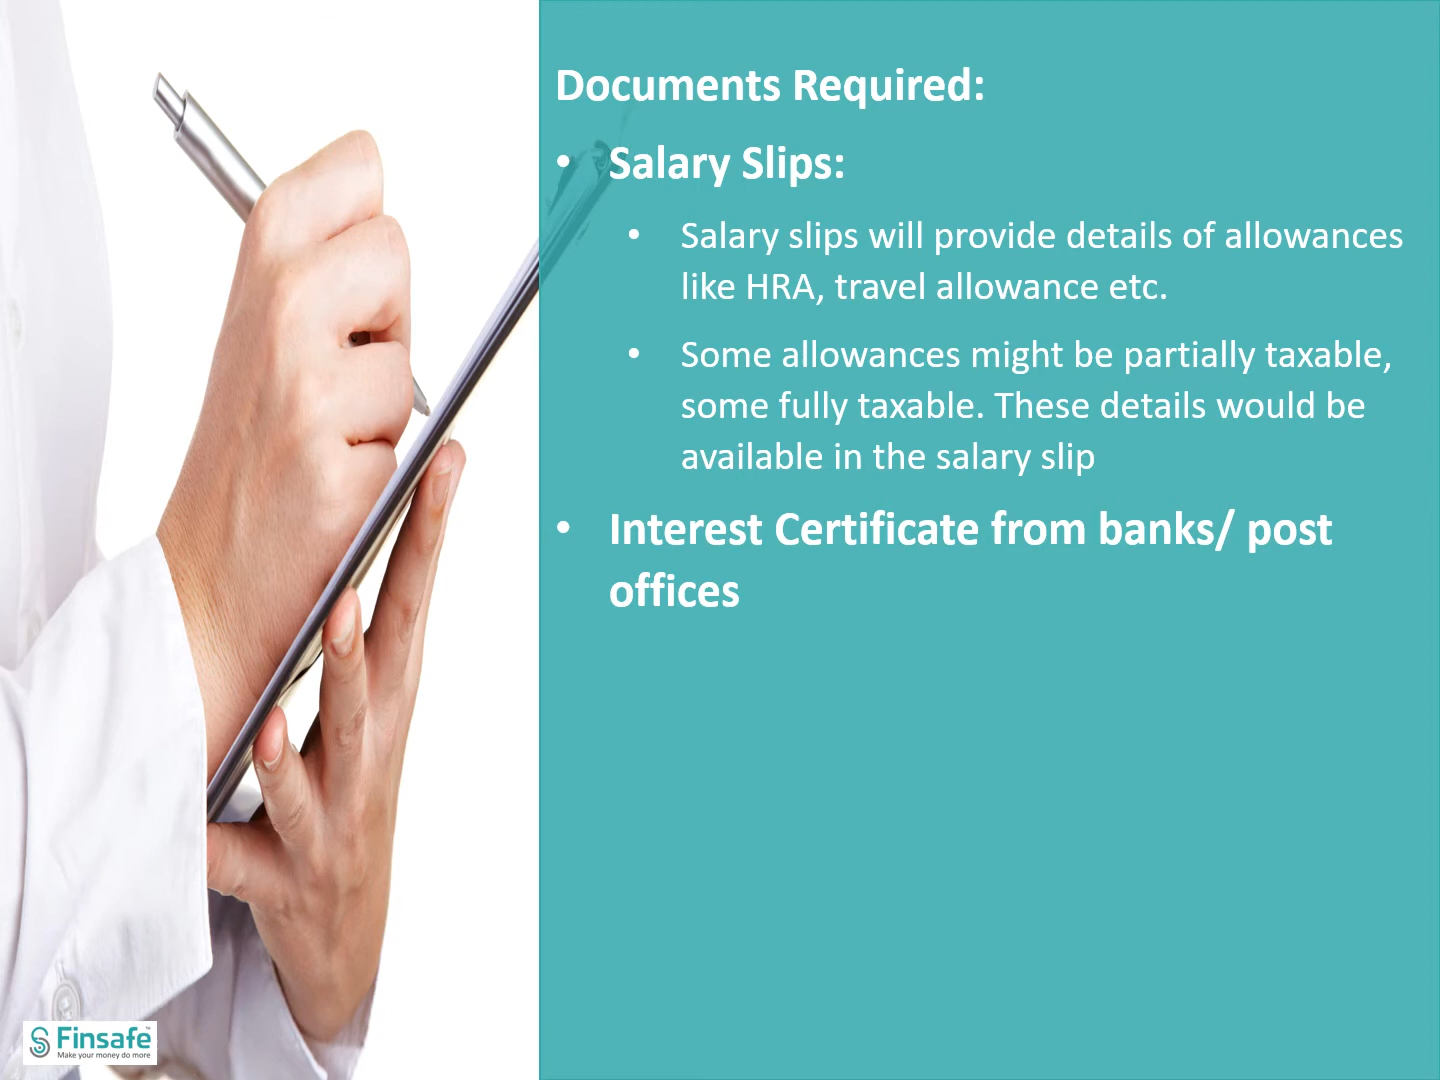 Documents Required:
• Salary Slips:
• Salary slips will provide details of allowances
like HRA, travel allowance etc.
• Some allowances might be partially taxable,
some fully taxable. These details would be
available in the salary slip
• Interest Certificate from banks/ post
offices
Finsafe™
Make your money do more